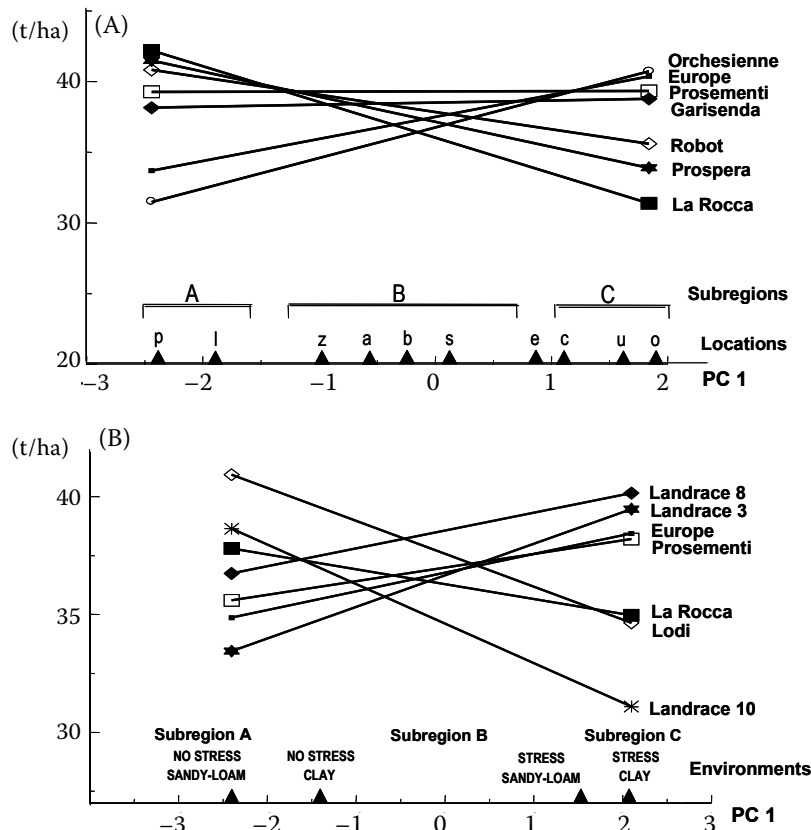 (t/ha) (A)
40
30
20
Orchesienne
Europe
Prosementi
Garisenda
Robot
Prospera
La Rocca
A B C Subregions
p l z a b s e c u o Locations
−3 −2 −1 0 1 2 PC 1
(t/ha) (B)
40
35
30
Landrace 8
Landrace 3
Europe
Prosementi
La Rocca
Lodi
Landrace 10
Subregion A Subregion B Subregion C
NO STRESS NO STRESS STRESS STRESS
SANDY-LOAM CLAY SANDY-LOAM CLAY
Environments
−3 −2 −1 0 1 2 3 PC 1